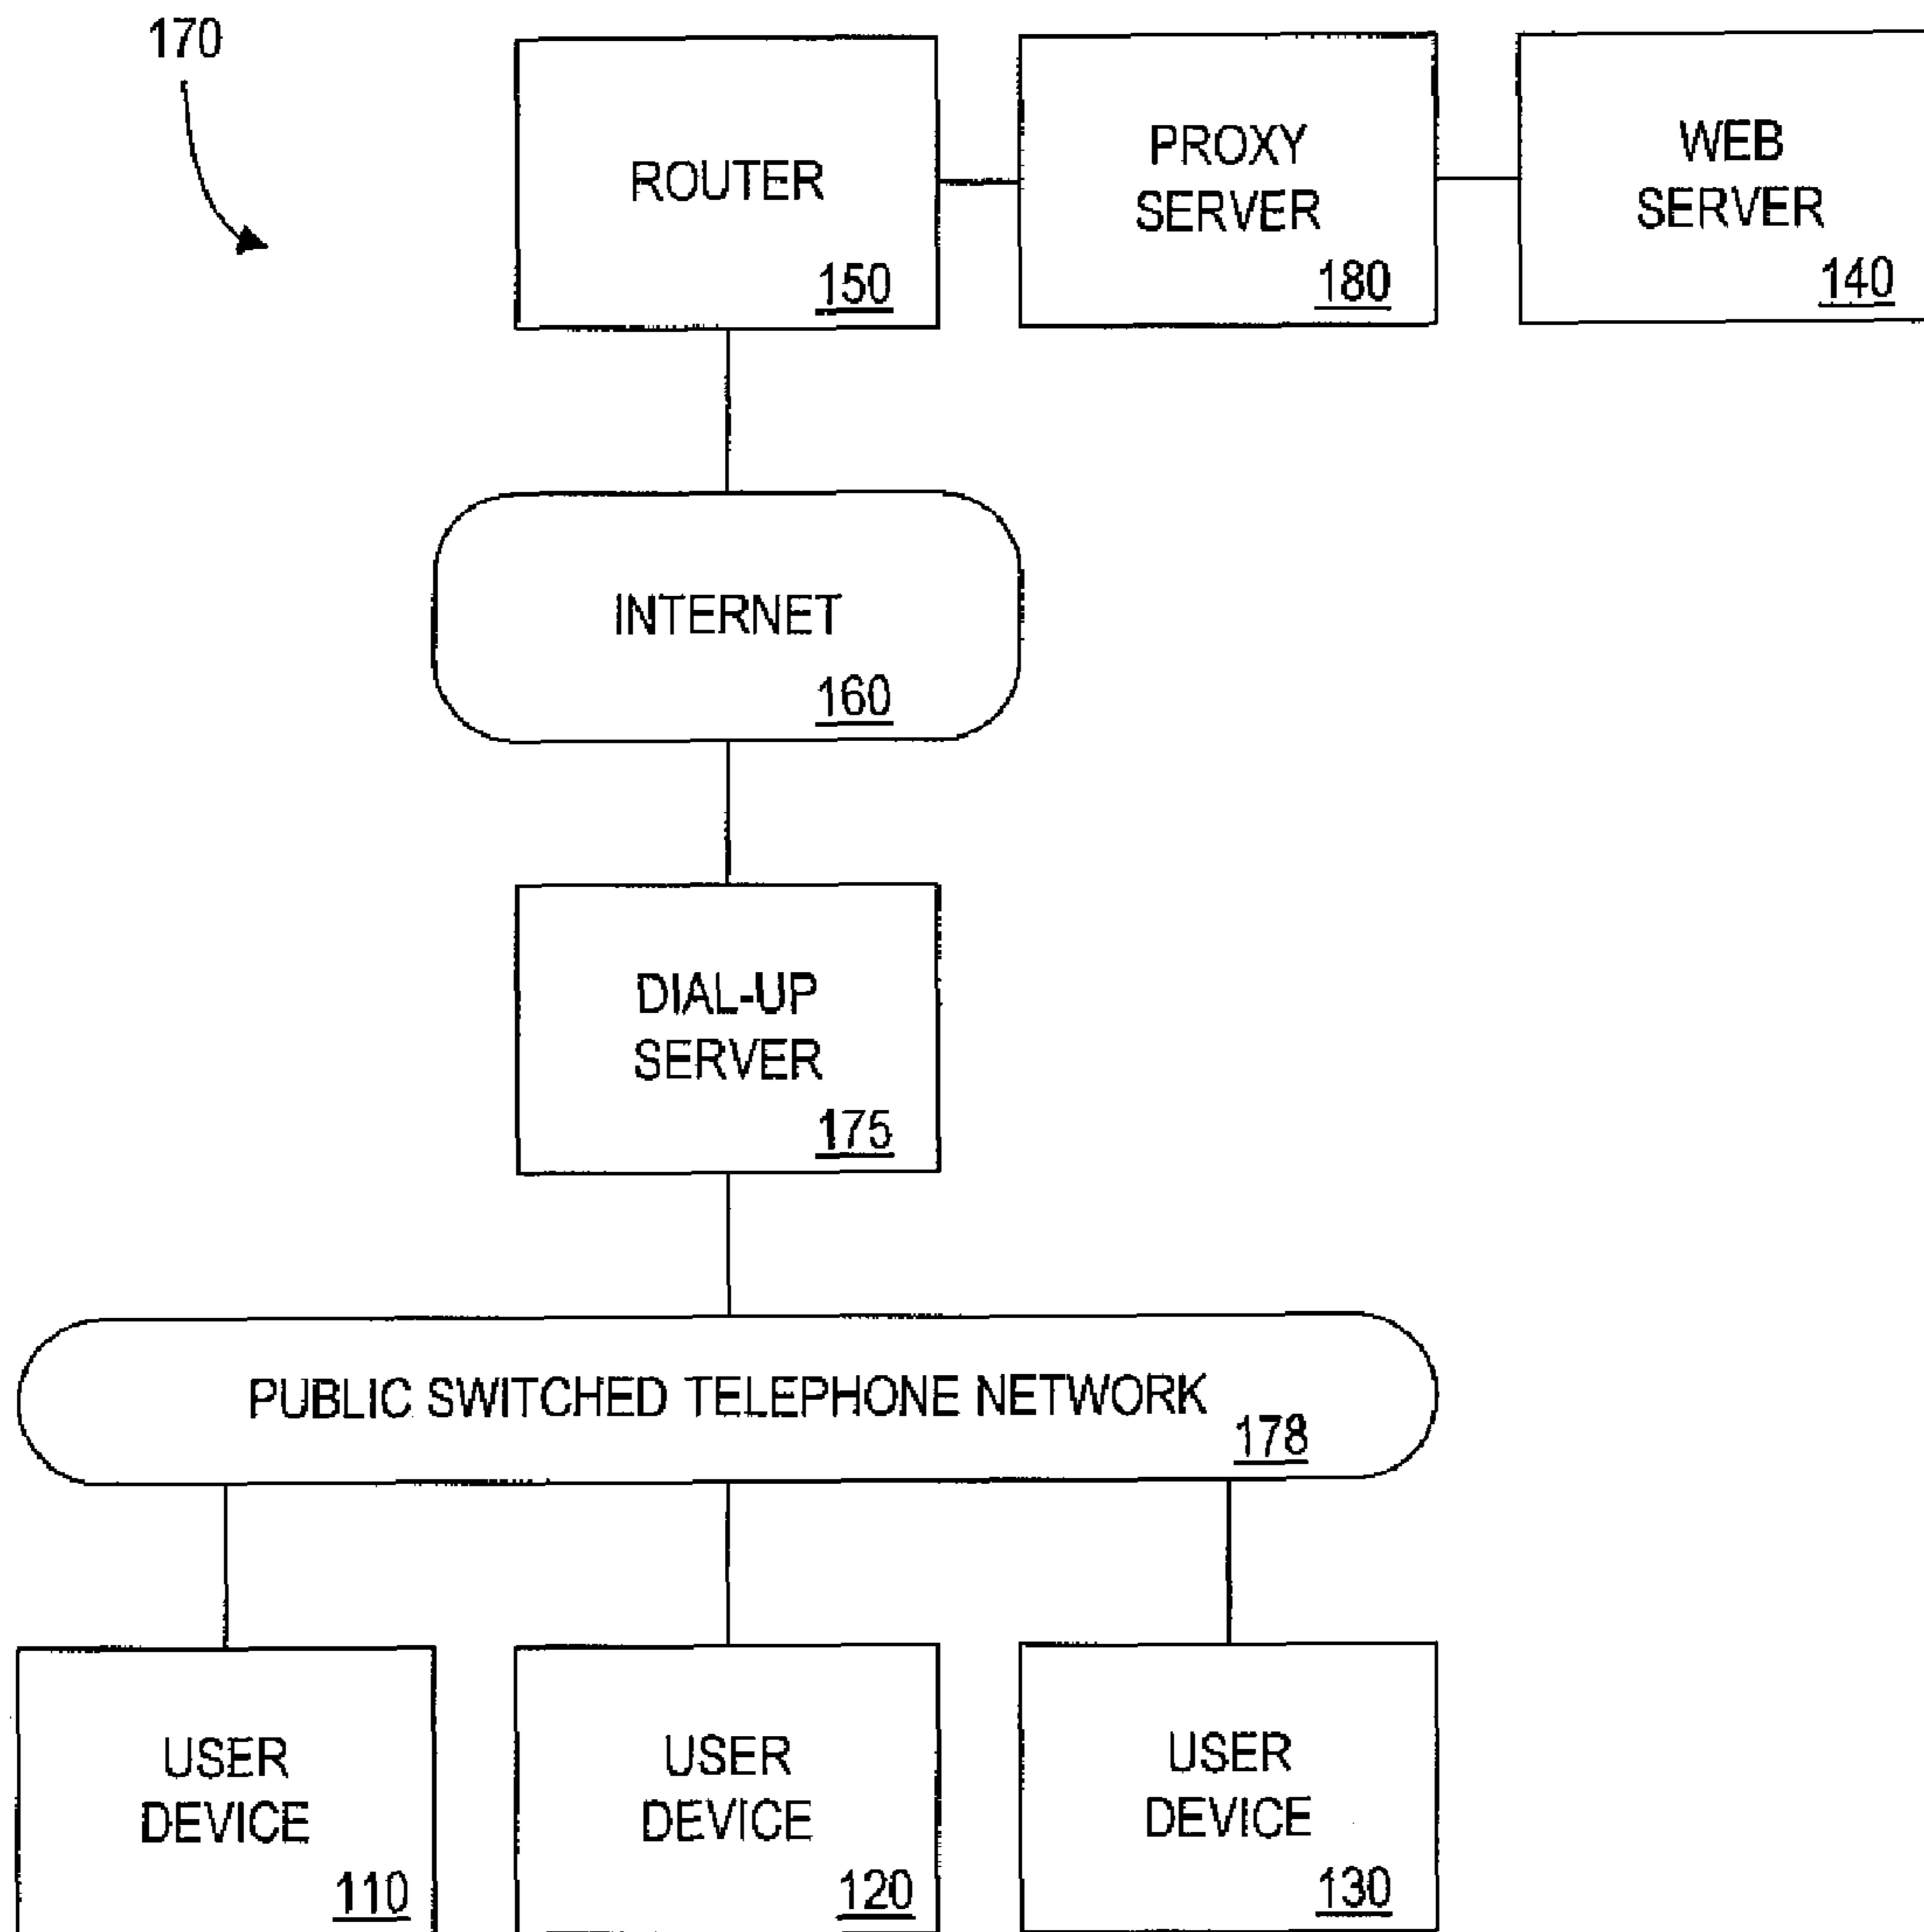 170
ROUTER
150
PROXY
SERVER
180
WEB
SERVER
140
INTERNET
160
DIAL-UP
SERVER
175
PUBLIC SWITCHED TELEPHONE NETWORK
178
USER
DEVICE
110
USER
DEVICE
120
USER
DEVICE
130